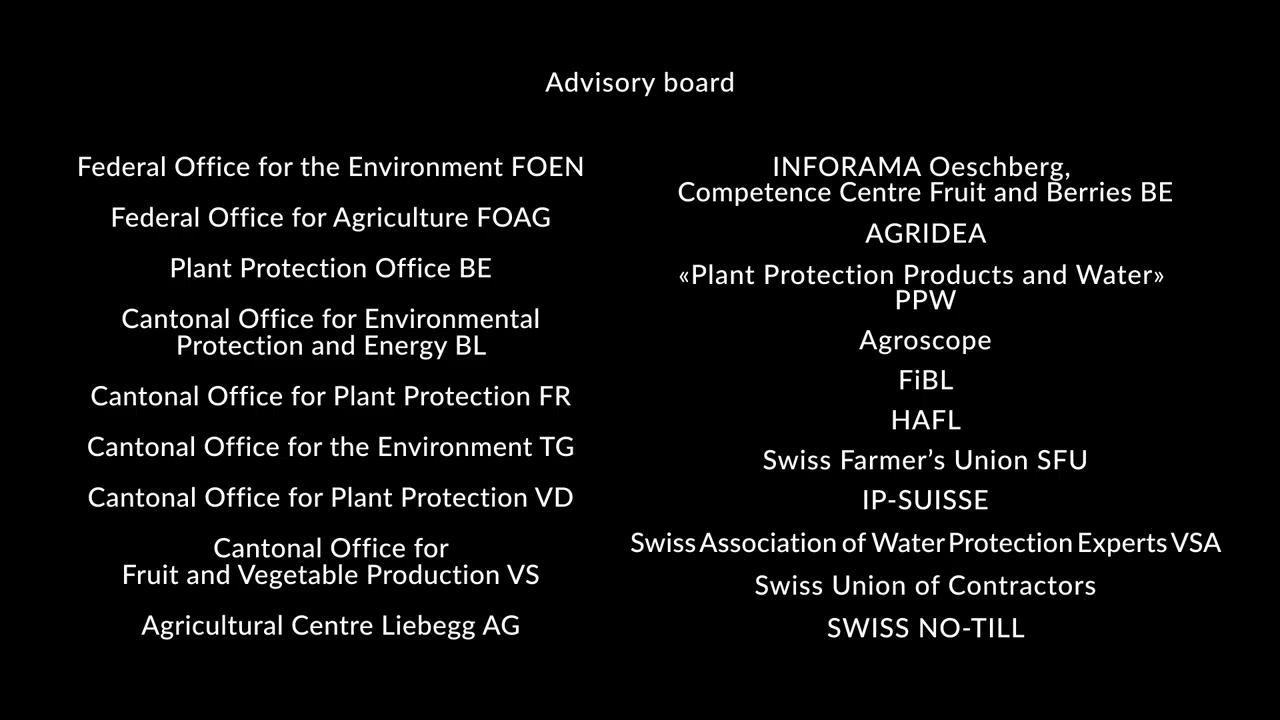 Advisory board
Federal Office for the Environment FOEN
Federal Office for Agriculture FOAG
Plant Protection Office BE
Cantonal Office for Environmental
Protection and Energy BL
Cantonal Office for Plant Protection FR
Cantonal Office for the Environment TG
Cantonal Office for Plant Protection VD
Cantonal Office for
Fruit and Vegetable Production VS
Agricultural Centre Liebegg AG
INFORAMA Oeschberg,
Competence Centre Fruit and Berries BE
AGRIDEA
«Plant Protection Products and Water»
PPW
Agroscope
FiBL
HAFL
Swiss Farmer’s Union SFU
IP-SUISSE
Swiss Association of Water Protection Experts VSA
Swiss Union of Contractors
SWISS NO-TILL